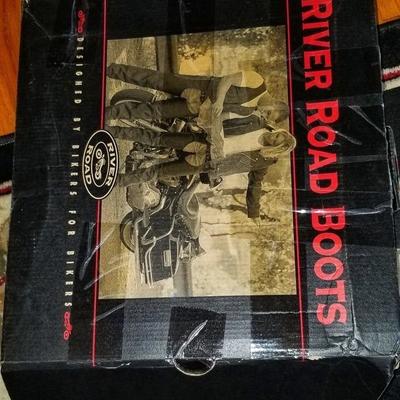 RIVER ROAD BOOTS
RIVER
ROAD
DESIGNED BY BIKERS FOR BIKERS